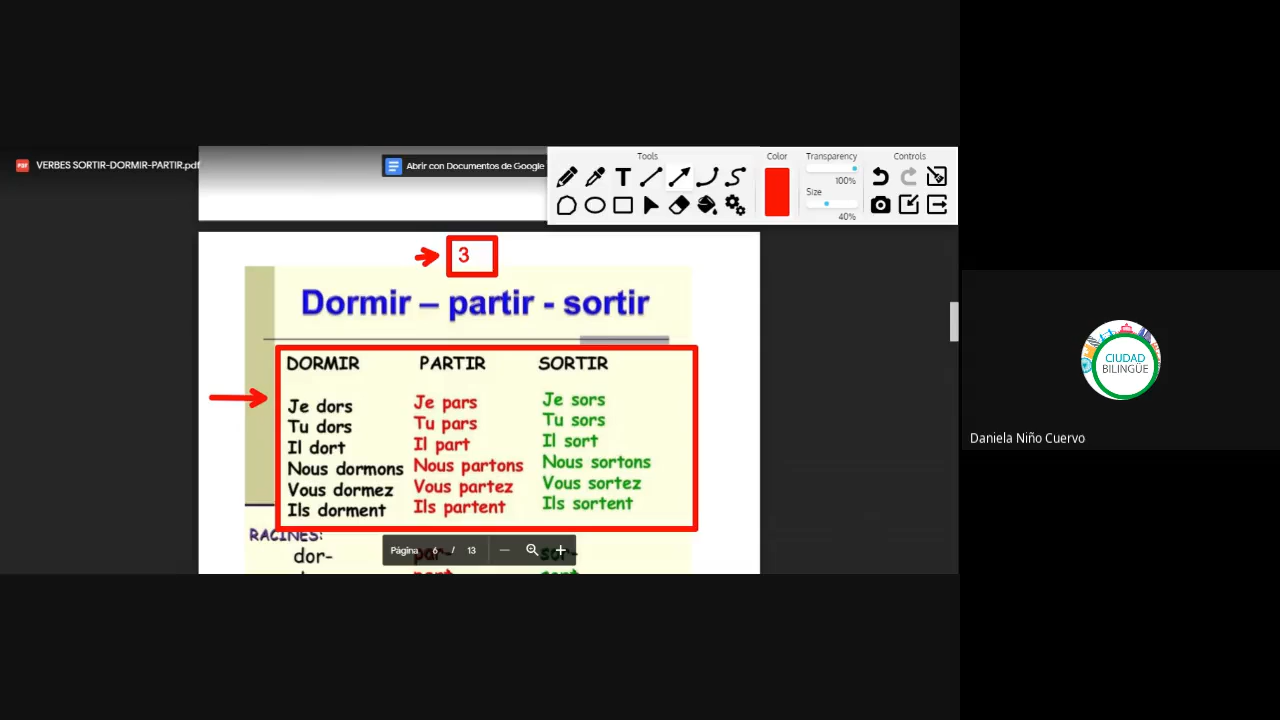 VERBES SORTIR-DORMIR-PARTIR.pdf
Abrir con Documentos de Google
Tools
Color
Transparency
Controls
100%
Size
40%
3
Dormir – partir - sortir
DORMIR PARTIR SORTIR
Je dors Je pars Je sors
Tu dors Tu pars Tu sors
Il dort Il part Il sort
Nous dormons Nous partons Nous sortons
Vous dormez Vous partez Vous sortez
Ils dorment Ils partent Ils sortent
RACINES:
dor- par- sor-
Página 6 / 13
CIUDAD
BILINGÜE
Daniela Niño Cuervo